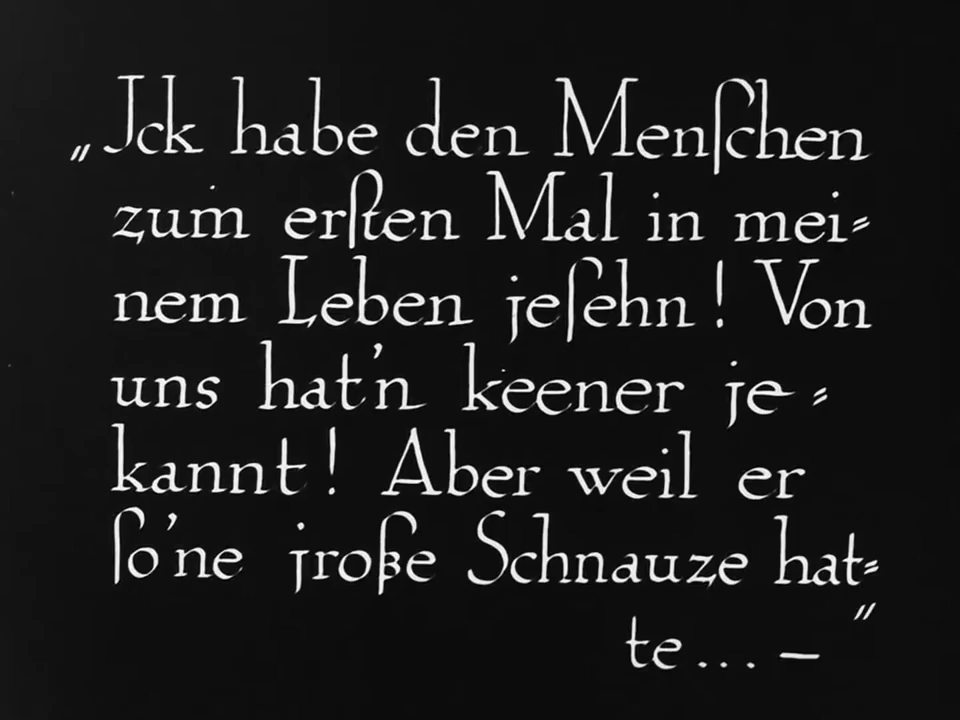 „Ick habe den Menſchen
zum erſten Mal in mei⸗
nem Leben jeſehn! Von
uns hat'n keener je⸗
kannt! Aber weil er
ſo'ne jroße Schnauze hat⸗
te... — "